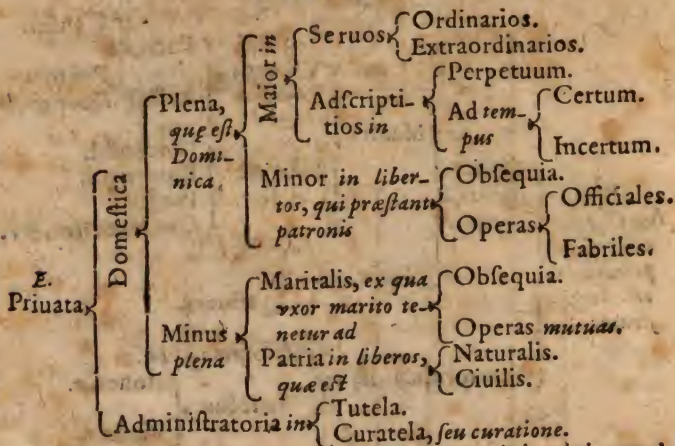 E.
Priuata
Domeſtica
Plena,
quę eſt
Domi-
nica.
Maior in
Seruos
Ordinarios.
Extraordinarios.
Adſcripti-
tios in
Perpetuum.
Ad tem-
pus
Certum.
Incertum.
Minor in liber-
tos, qui præſtant
patronis
Obſequia.
Operas
Officiales.
Fabriles.
Minus
plena
Maritalis, ex qua
vxor marito te-
netur ad
Obſequia.
Operas mutuas.
Patria in liberos,
quæ eſt
Naturalis.
Ciuilis.
Adminiſtratoria in
Tutela.
Curatela, ſeu curatione.